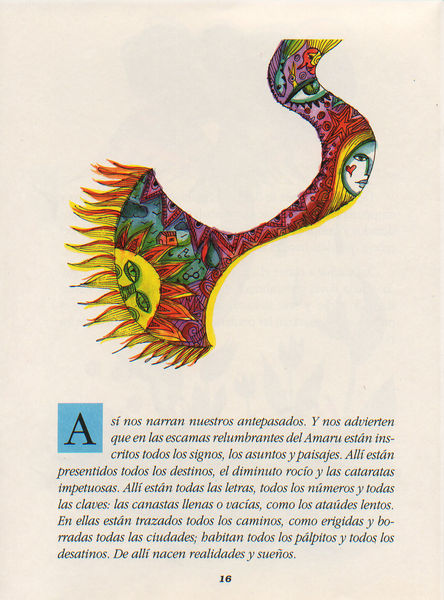 Así nos narran nuestros antepasados. Y nos advierten
que en las escamas relumbrantes del Amaru están ins-
critos todos los signos, los asuntos y paisajes. Allí están
presentidos todos los destinos, el diminuto rocío y las cataratas
impetuosas. Allí están todas las letras, todos los números y todas
las claves: las canastas llenas o vacías, como los ataúdes lentos.
En ellas están trazados todos los caminos, como erigidas y bo-
rradas todas las ciudades; habitan todos los pálpitos y todos los
desatinos. De allí nacen realidades y sueños.
16